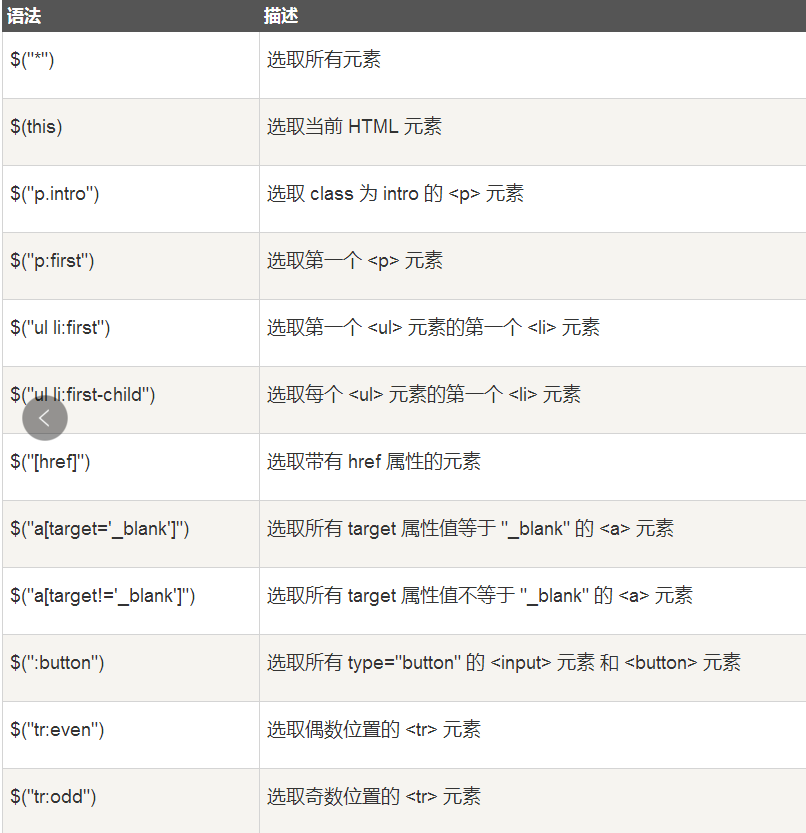 语法 描述
$("*") 选取所有元素
$(this) 选取当前 HTML 元素
$("p.intro") 选取 class 为 intro 的 <p> 元素
$("p:first") 选取第一个 <p> 元素
$("ul li:first") 选取第一个 <ul> 元素的第一个 <li> 元素
$("ul li:first-child") 选取每个 <ul> 元素的第一个 <li> 元素
$("[href]") 选取带有 href 属性的元素
$("a[target='_blank']") 选取所有 target 属性值等于 "_blank" 的 <a> 元素
$("a[target!='_blank']") 选取所有 target 属性值不等于 "_blank" 的 <a> 元素
$(":button") 选取所有 type="button" 的 <input> 元素 和 <button> 元素
$("tr:even") 选取偶数位置的 <tr> 元素
$("tr:odd") 选取奇数位置的 <tr> 元素